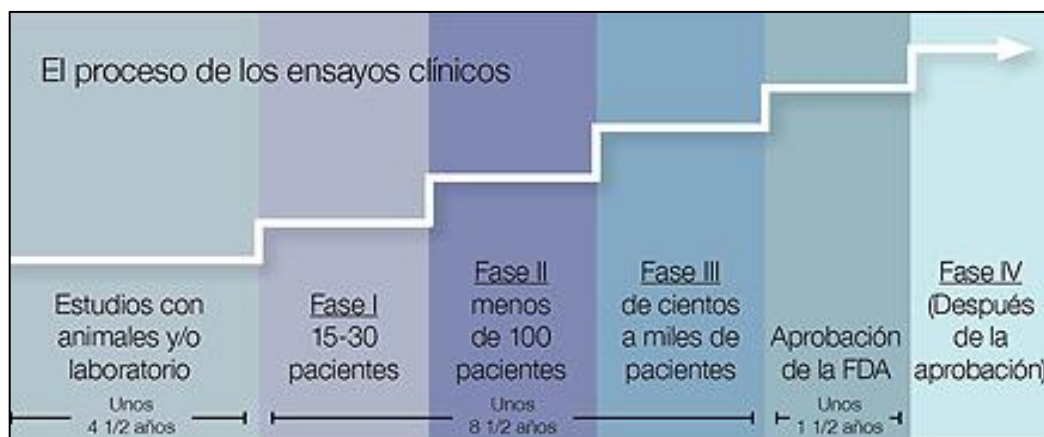 El proceso de los ensayos clínicos
Estudios con
animales y/o
laboratorio
Unos
4 1/2 años
Fase I
15-30
pacientes
Fase II
menos
de 100
pacientes
Fase III
de cientos
a miles de
pacientes
Unos
8 1/2 años
Aprobación
de la FDA
Unos
1 1/2 años
Fase IV
(Después
de la
aprobación)